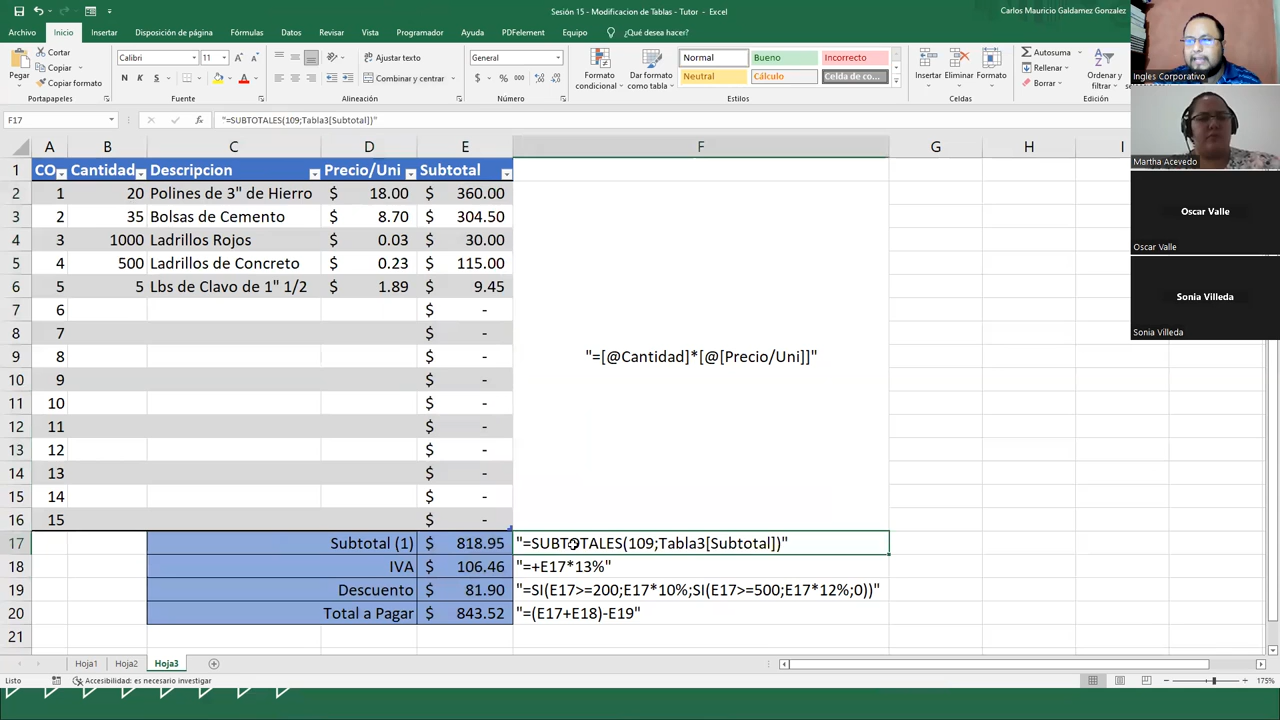 Sesión 15 - Modificacion de Tablas - Tutor - Excel
Carlos Mauricio Galdamez Gonzalez
Archivo Inicio Insertar Disposición de página Fórmulas Datos Revisar Vista Programador Ayuda PDFelement Equipo ¿Qué desea hacer?
Pegar
Cortar
Copiar
Copiar formato
Portapapeles
Calibri 11
N K S
Fuente
Ajustar texto
Combinar y centrar
Alineación
General
$ % 000
Número
Formato condicional
Dar formato como tabla
Normal Bueno Incorrecto
Neutral Cálculo Celda de co...
Estilos
Insertar Eliminar Formato
Celdas
Autosuma
Rellenar
Borrar
Ordenar y filtrar
Edición
F17 fx "=SUBTOTALES(109;Tabla3[Subtotal])"
A B C D E F G H I
1 CO Cantidad Descripcion Precio/Uni Subtotal
2 1 20 Polines de 3" de Hierro $ 18.00 $ 360.00
3 2 35 Bolsas de Cemento $ 8.70 $ 304.50
4 3 1000 Ladrillos Rojos $ 0.03 $ 30.00
5 4 500 Ladrillos de Concreto $ 0.23 $ 115.00
6 5 5 Lbs de Clavo de 1" 1/2 $ 1.89 $ 9.45
7 6 $ -
8 7 $ -
9 8 $ - "=[@Cantidad]*[@[Precio/Uni]]"
10 9 $ -
11 10 $ -
12 11 $ -
13 12 $ -
14 13 $ -
15 14 $ -
16 15 $ -
17 Subtotal (1) $ 818.95 "=SUBTOTALES(109;Tabla3[Subtotal])"
18 IVA $ 106.46 "=+E17*13%"
19 Descuento $ 81.90 "=SI(E17>=200;E17*10%;SI(E17>=500;E17*12%;0))"
20 Total a Pagar $ 843.52 "=(E17+E18)-E19"
21
Hoja1 Hoja2 Hoja3
Listo Accesibilidad: es necesario investigar 175%
Ingles Corporativo
Martha Acevedo
Oscar Valle
Oscar Valle
Sonia Villeda
Sonia Villeda